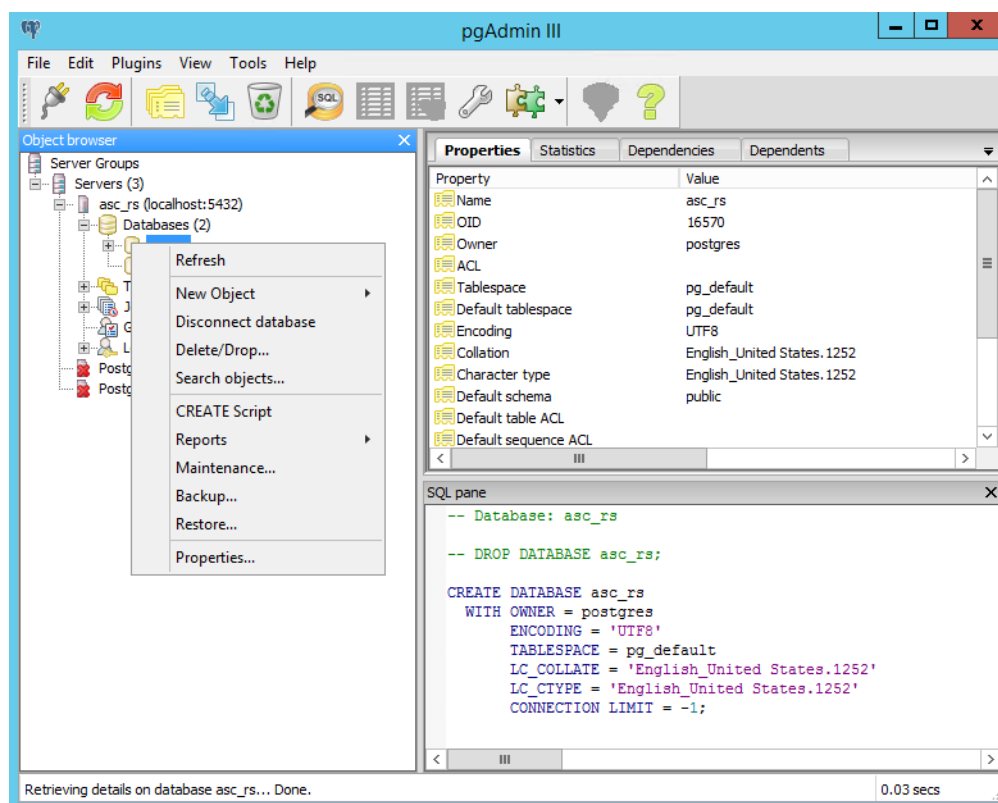 pgAdmin III
File Edit Plugins View Tools Help
SQL
Object browser
Server Groups
Servers (3)
asc_rs (localhost:5432)
Databases (2)
T
J
G
L
Postg
Postg
Refresh
New Object
Disconnect database
Delete/Drop...
Search objects...
CREATE Script
Reports
Maintenance...
Backup...
Restore...
Properties...
Properties Statistics Dependencies Dependents
Property Value
Name asc_rs
OID 16570
Owner postgres
ACL
Tablespace pg_default
Default tablespace pg_default
Encoding UTF8
Collation English_United States.1252
Character type English_United States.1252
Default schema public
Default table ACL
Default sequence ACL
SQL pane
-- Database: asc_rs
-- DROP DATABASE asc_rs;
CREATE DATABASE asc_rs
WITH OWNER = postgres
ENCODING = 'UTF8'
TABLESPACE = pg_default
LC_COLLATE = 'English_United States.1252'
LC_CTYPE = 'English_United States.1252'
CONNECTION LIMIT = -1;
Retrieving details on database asc_rs... Done.
0.03 secs